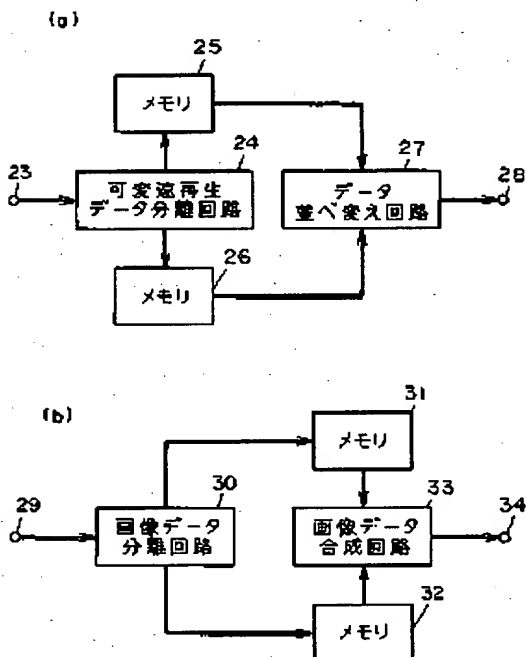 (a)
25
メモリ
24
27
23
可変速再生
データ分離回路
データ
並べ変え回路
28
26
メモリ
(b)
31
メモリ
30
33
29
画像データ
分離回路
画像データ
合成回路
34
32
メモリ